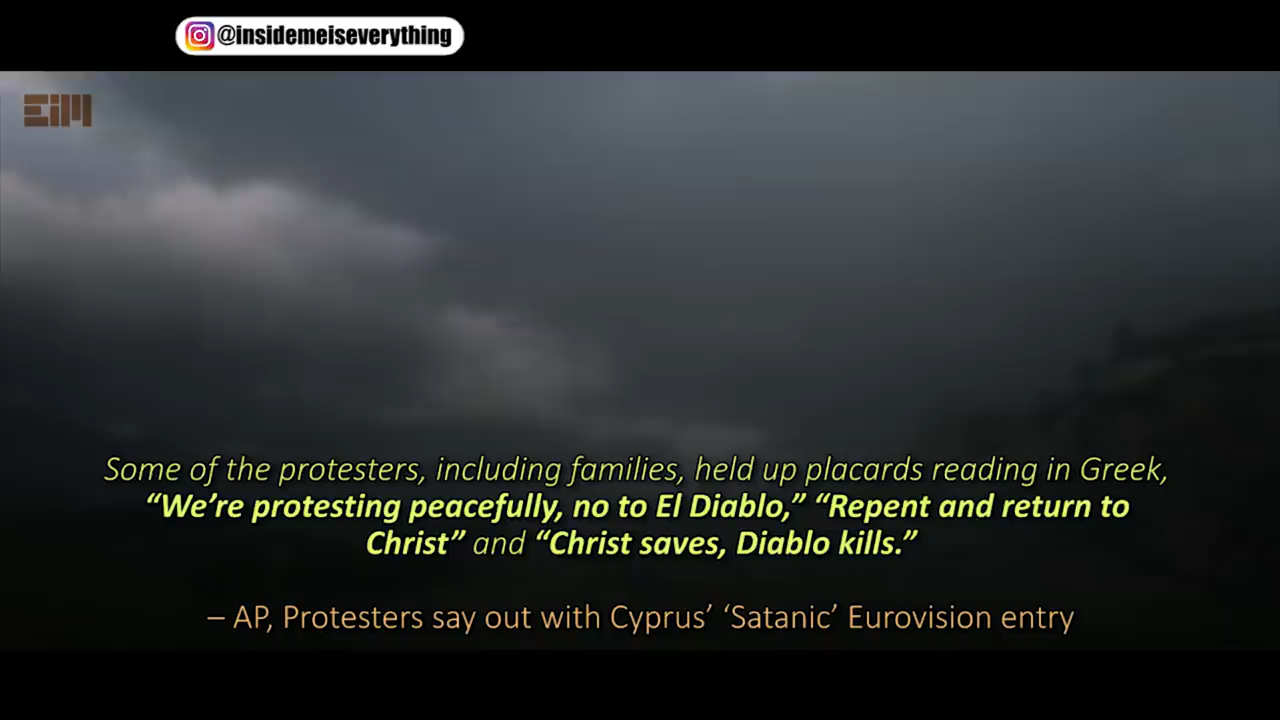 @insidemeiseverything
EiM
Some of the protesters, including families, held up placards reading in Greek,
“We’re protesting peacefully, no to El Diablo,” “Repent and return to
Christ” and “Christ saves, Diablo kills.”
– AP, Protesters say out with Cyprus’ ‘Satanic’ Eurovision entry